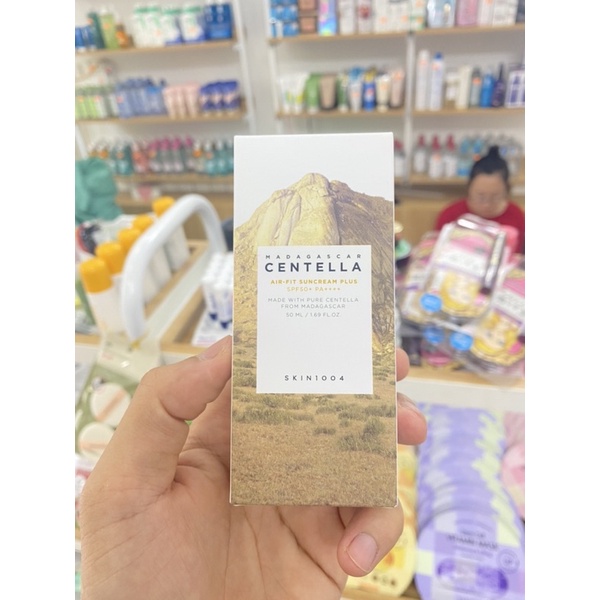 MADAGASCAR
CENTELLA
AIR-FIT SUNCREAM PLUS
SPF50+ PA++++
MADE WITH PURE CENTELLA
FROM MADAGASCAR
50 ML / 1.69 FL.OZ
SKIN1004